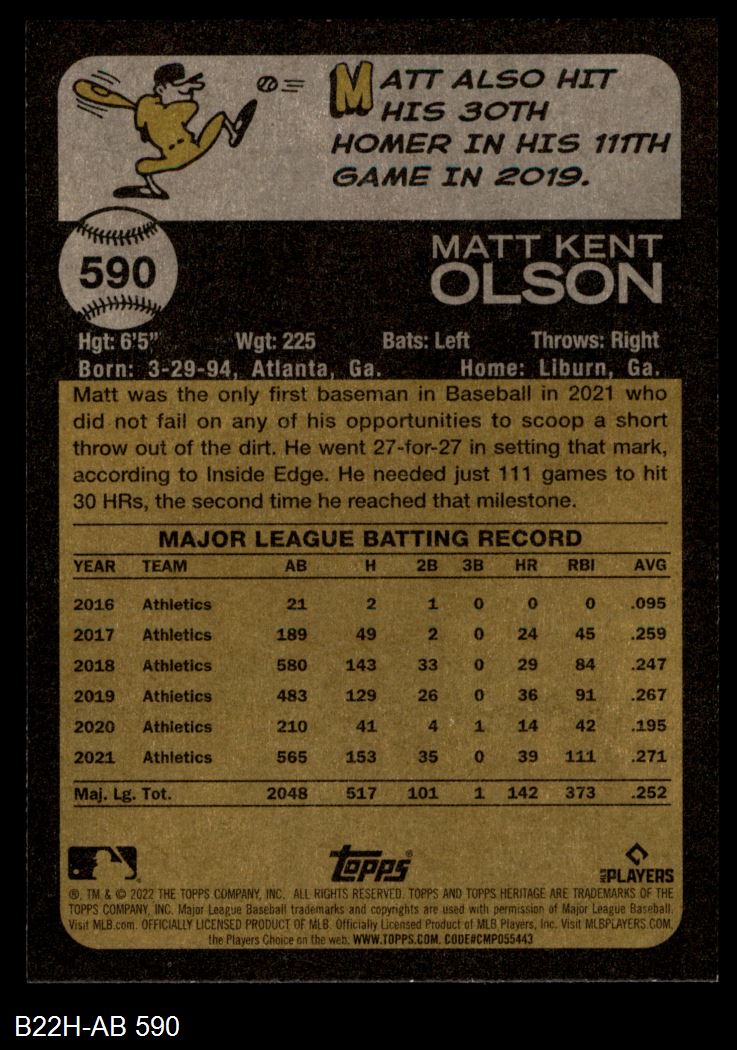 MATT ALSO HIT
HIS 30TH
HOMER IN HIS 111TH
GAME IN 2019.
590
MATT KENT
OLSON
Hgt: 6'5" Wgt: 225 Bats: Left Throws: Right
Born: 3-29-94, Atlanta, Ga. Home: Liburn, Ga.
Matt was the only first baseman in Baseball in 2021 who
did not fail on any of his opportunities to scoop a short
throw out of the dirt. He went 27-for-27 in setting that mark,
according to Inside Edge. He needed just 111 games to hit
30 HRs, the second time he reached that milestone.
MAJOR LEAGUE BATTING RECORD
YEAR TEAM AB H 2B 3B HR RBI AVG
2016 Athletics 21 2 1 0 0 0 .095
2017 Athletics 189 49 2 0 24 45 .259
2018 Athletics 580 143 33 0 29 84 .247
2019 Athletics 483 129 26 0 36 91 .267
2020 Athletics 210 41 4 1 14 42 .195
2021 Athletics 565 153 35 0 39 111 .271
Maj. Lg. Tot. 2048 517 101 1 142 373 .252
Topps® MLB PLAYERS
®, TM & © 2022 THE TOPPS COMPANY, INC. ALL RIGHTS RESERVED. TOPPS AND TOPPS HERITAGE ARE TRADEMARKS OF THE
TOPPS COMPANY, INC. Major League Baseball trademarks and copyrights are used with permission of Major League Baseball.
Visit MLB.com. OFFICIALLY LICENSED PRODUCT OF MLB. Officially Licensed Product of MLB Players, Inc. Visit MLBPLAYERS.COM,
the Players Choice on the web. WWW.TOPPS.COM. CODE#CMP055443
B22H-AB 590